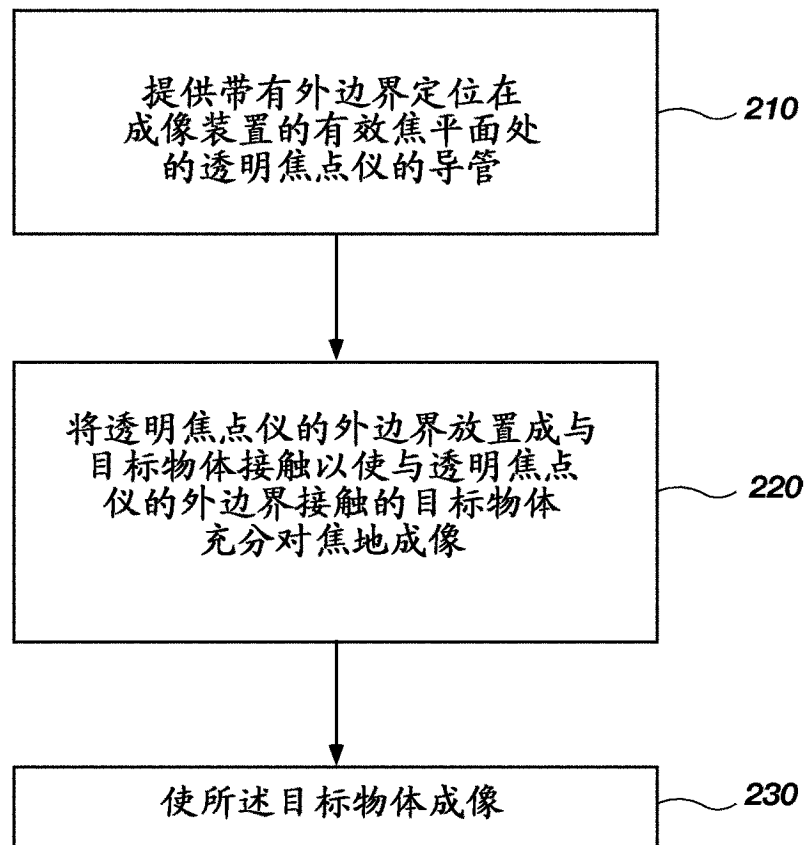 提供带有外边界定位在
成像装置的有效焦平面处
的透明焦点仪的导管
210
将透明焦点仪的外边界放置成与
目标物体接触以使与透明焦点
仪的外边界接触的目标物体
充分对焦地成像
220
使所述目标物体成像
230